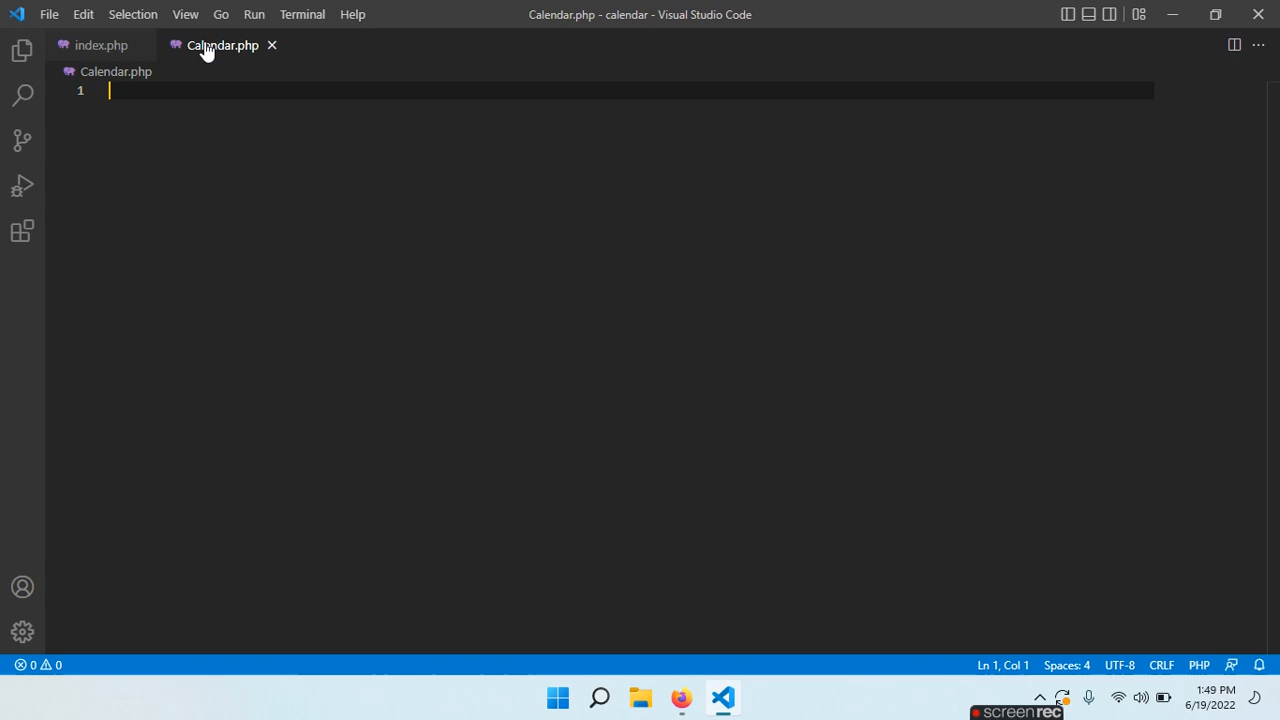 File Edit Selection View Go Run Terminal Help Calendar.php - calendar - Visual Studio Code
index.php Calendar.php
Calendar.php
1
0 0 Ln 1, Col 1 Spaces: 4 UTF-8 CRLF PHP
1:49 PM
6/19/2022
screenrec